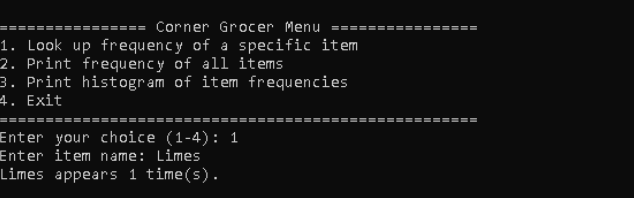 ================ Corner Grocer Menu ================
1. Look up frequency of a specific item
2. Print frequency of all items
3. Print histogram of item frequencies
4. Exit
====================================================
Enter your choice (1-4): 1
Enter item name: Limes
Limes appears 1 time(s).